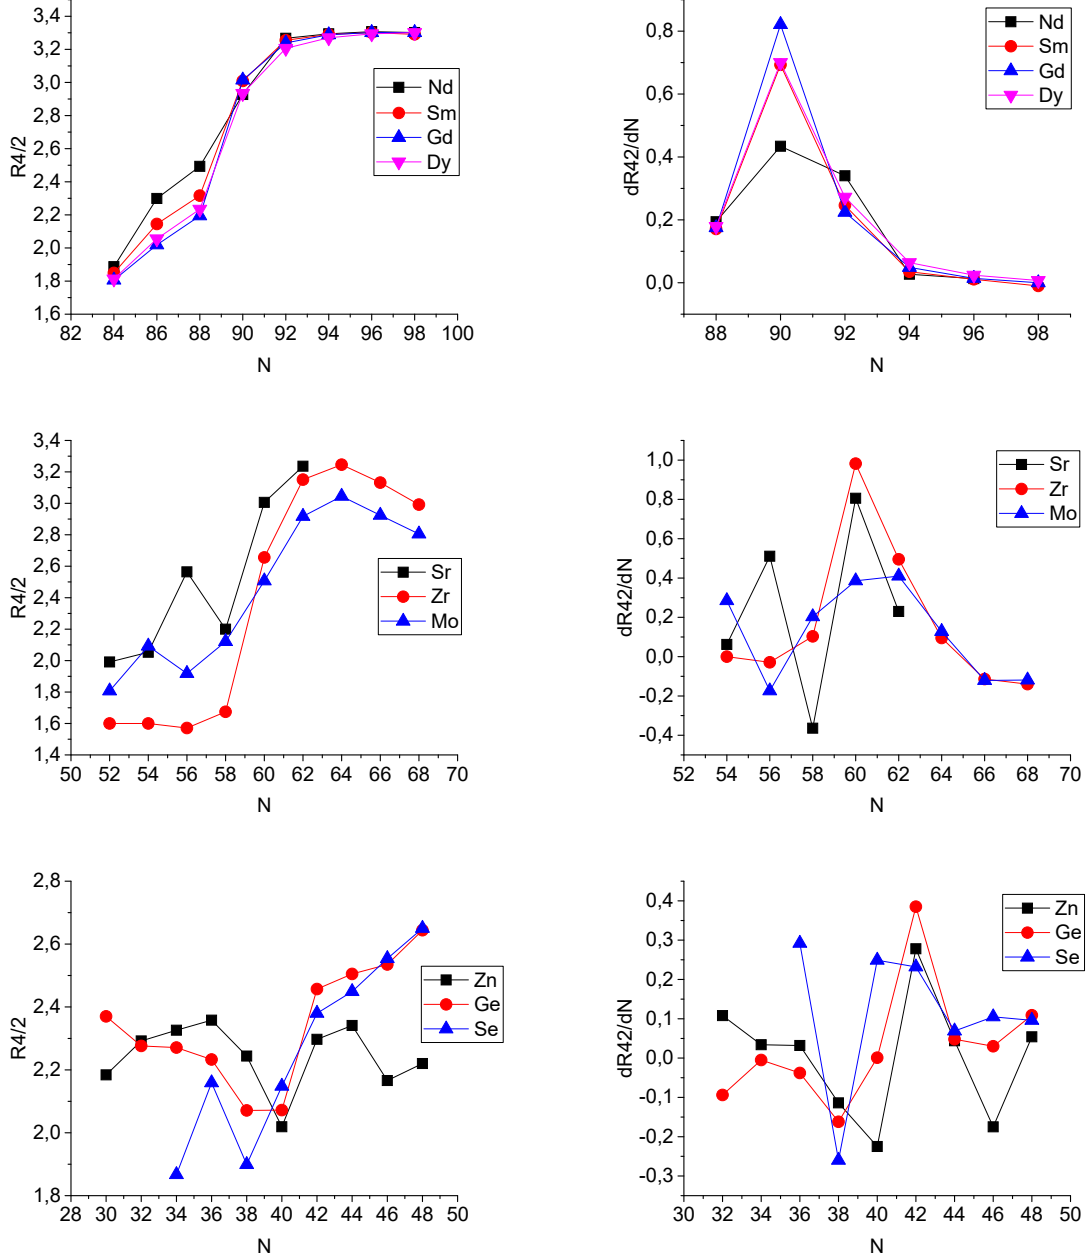 3,4
3,2
3,0
2,8
2,6
2,4
2,2
2,0
1,8
1,6
R4/2
82 84 86 88 90 92 94 96 98 100
N
Nd
Sm
Gd
Dy
0,8
0,6
0,4
0,2
0,0
dR42/dN
88 90 92 94 96 98
N
Nd
Sm
Gd
Dy
3,4
3,2
3,0
2,8
2,6
2,4
2,2
2,0
1,8
1,6
1,4
R4/2
50 52 54 56 58 60 62 64 66 68 70
N
Sr
Zr
Mo
1,0
0,8
0,6
0,4
0,2
0,0
-0,2
-0,4
dR42/dN
52 54 56 58 60 62 64 66 68 70
N
Sr
Zr
Mo
2,8
2,6
2,4
2,2
2,0
1,8
R4/2
28 30 32 34 36 38 40 42 44 46 48 50
N
Zn
Ge
Se
0,4
0,3
0,2
0,1
0,0
-0,1
-0,2
-0,3
dR42/dN
30 32 34 36 38 40 42 44 46 48 50
N
Zn
Ge
Se